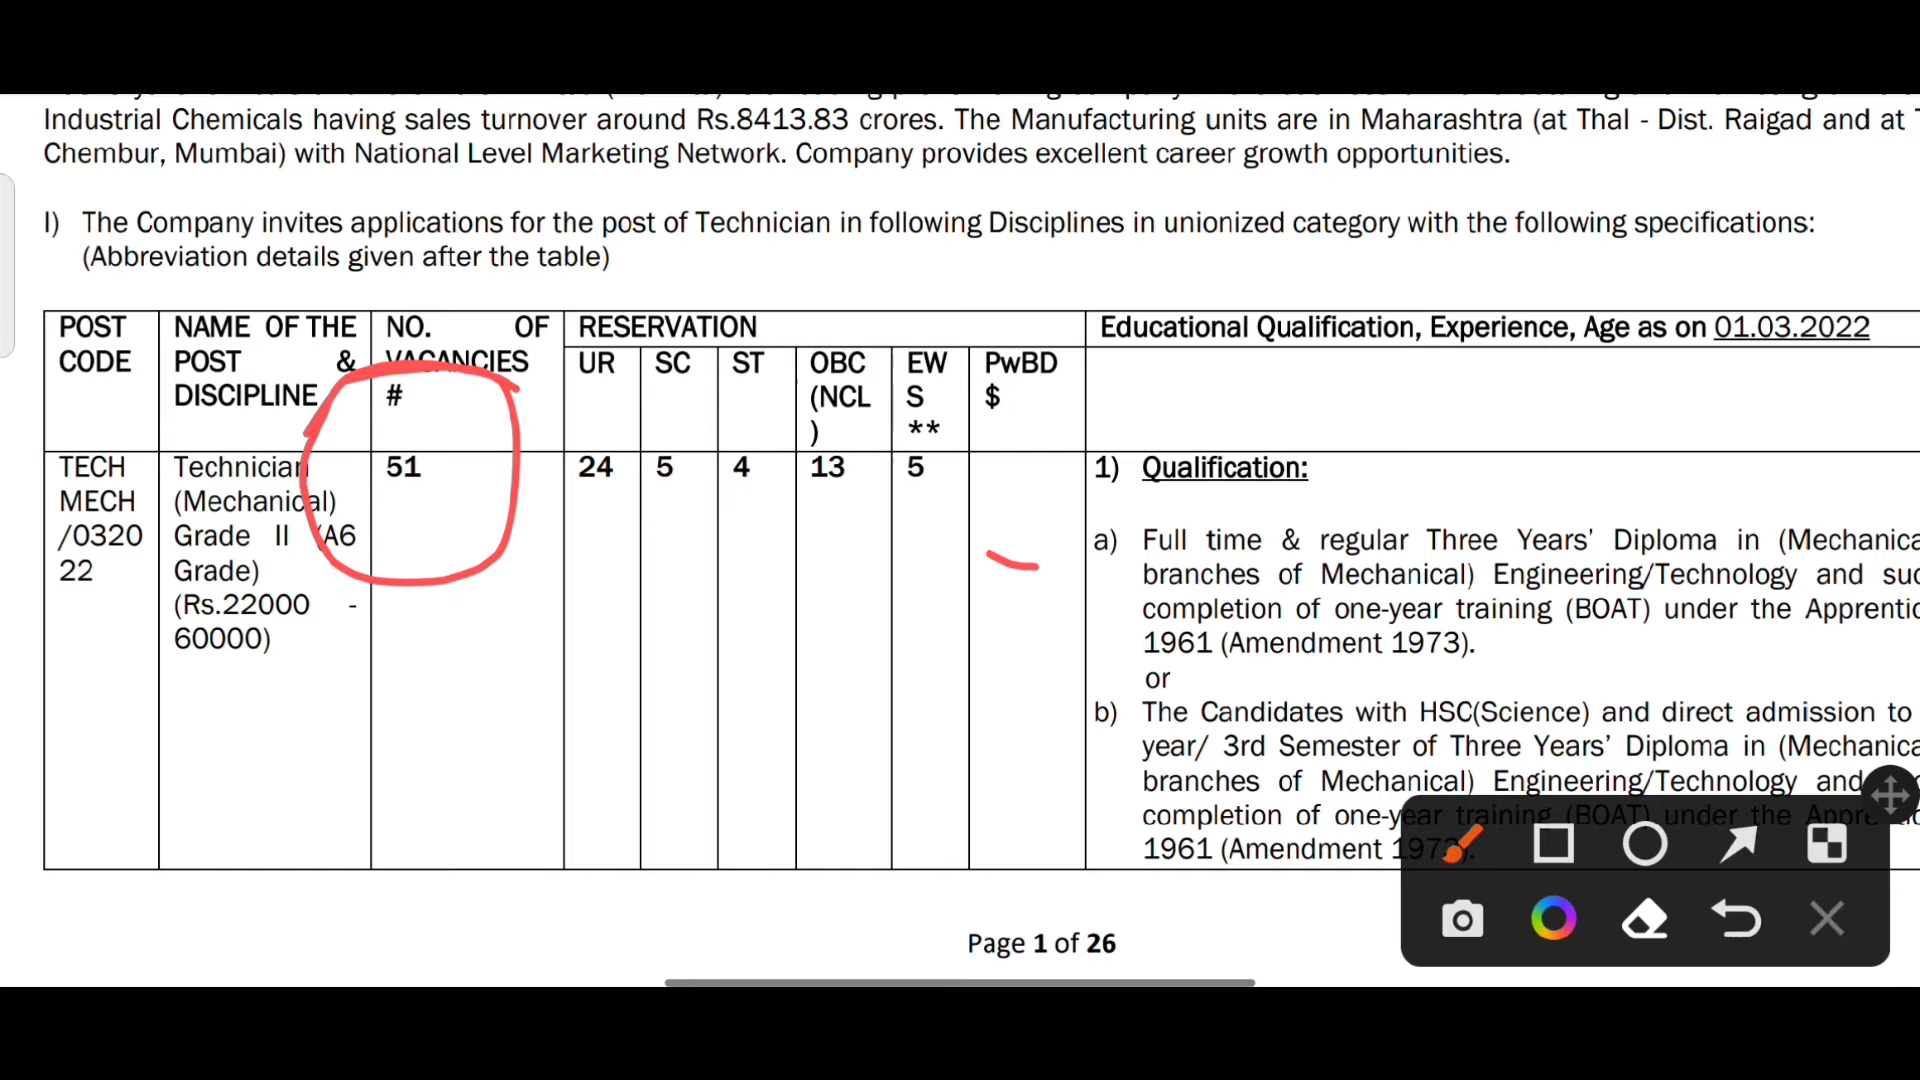 Industrial Chemicals having sales turnover around Rs.8413.83 crores. The Manufacturing units are in Maharashtra (at Thal - Dist. Raigad and at
Chembur, Mumbai) with National Level Marketing Network. Company provides excellent career growth opportunities.
I) The Company invites applications for the post of Technician in following Disciplines in unionized category with the following specifications:
(Abbreviation details given after the table)
POST CODE
NAME OF THE POST & DISCIPLINE
NO. OF VACANCIES #
RESERVATION
Educational Qualification, Experience, Age as on 01.03.2022
UR
SC
ST
OBC (NCL )
EW S **
PwBD $
TECH MECH /0320 22
Technician (Mechanical) Grade II (A6 Grade) (Rs.22000 - 60000)
51
24
5
4
13
5
1) Qualification:
a) Full time & regular Three Years' Diploma in (Mechanica
branches of Mechanical) Engineering/Technology and suc
completion of one-year training (BOAT) under the Apprentic
1961 (Amendment 1973).
or
b) The Candidates with HSC(Science) and direct admission to
year/ 3rd Semester of Three Years' Diploma in (Mechanica
branches of Mechanical) Engineering/Technology and
completion of one-year training (BOAT) under the Appre
1961 (Amendment 1973).
Page 1 of 26